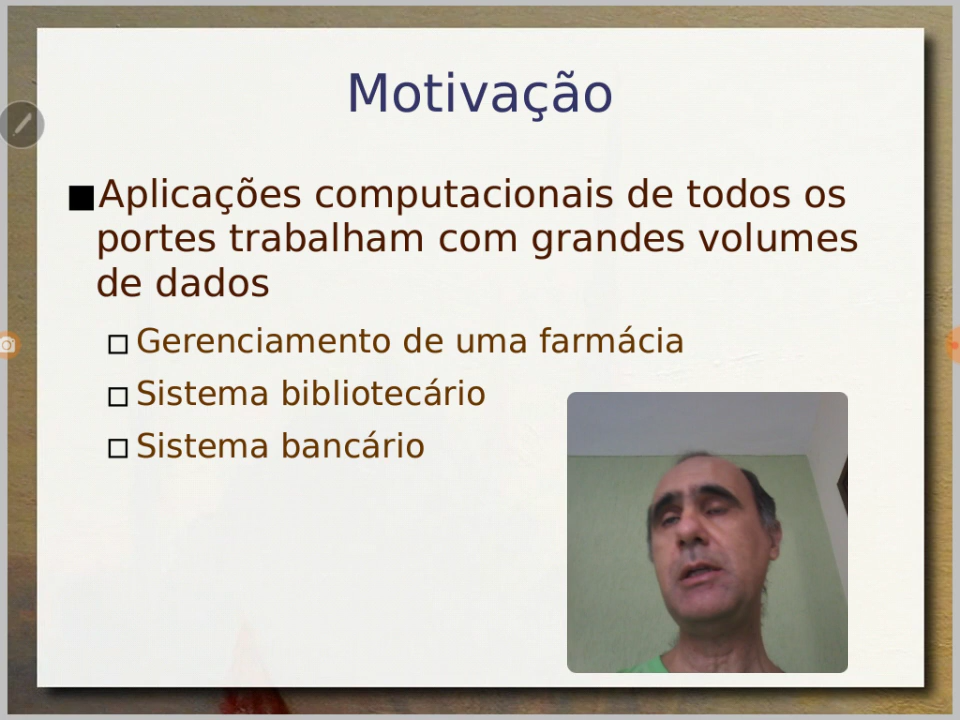 Motivação
Aplicações computacionais de todos os
portes trabalham com grandes volumes
de dados
Gerenciamento de uma farmácia
Sistema bibliotecário
Sistema bancário